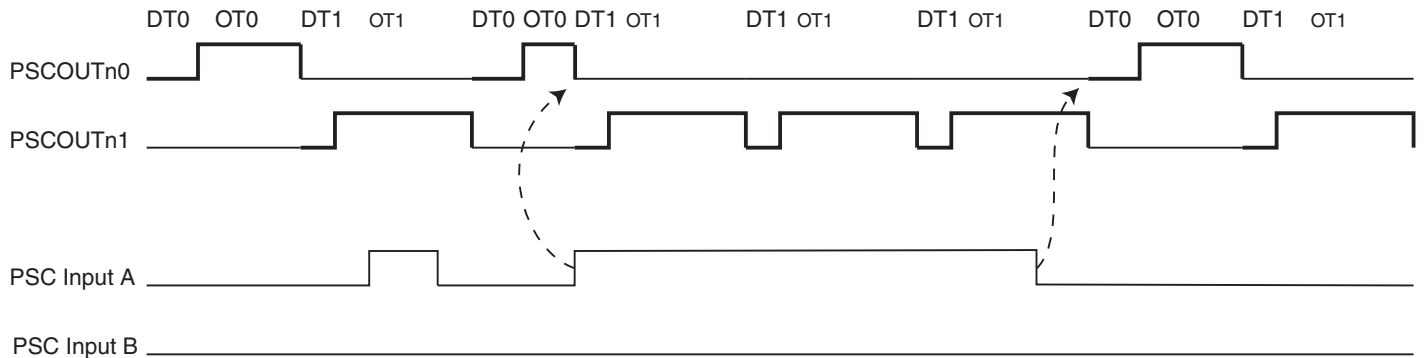 DT0 OT0 DT1 OT1 DT0 OT0 DT1 OT1 DT1 OT1 DT1 OT1 DT0 OT0 DT1 OT1
PSCOUTn0
PSCOUTn1
PSC Input A
PSC Input B